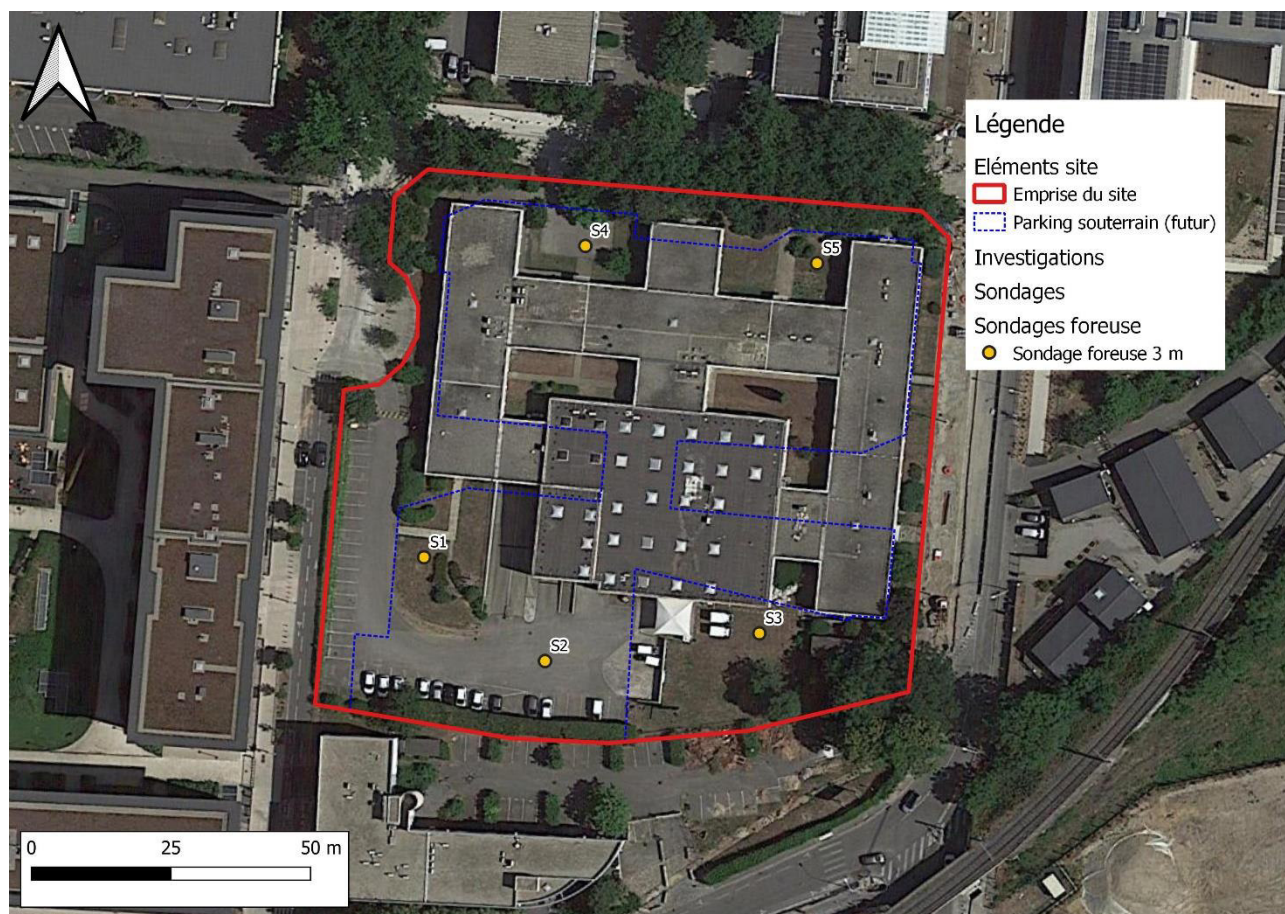 Légende
Eléments site
Emprise du site
Parking souterrain (futur)
Investigations
Sondages
Sondages foreuse
Sondage foreuse 3 m
S4
S5
S1
S3
S2
0 25 50 m